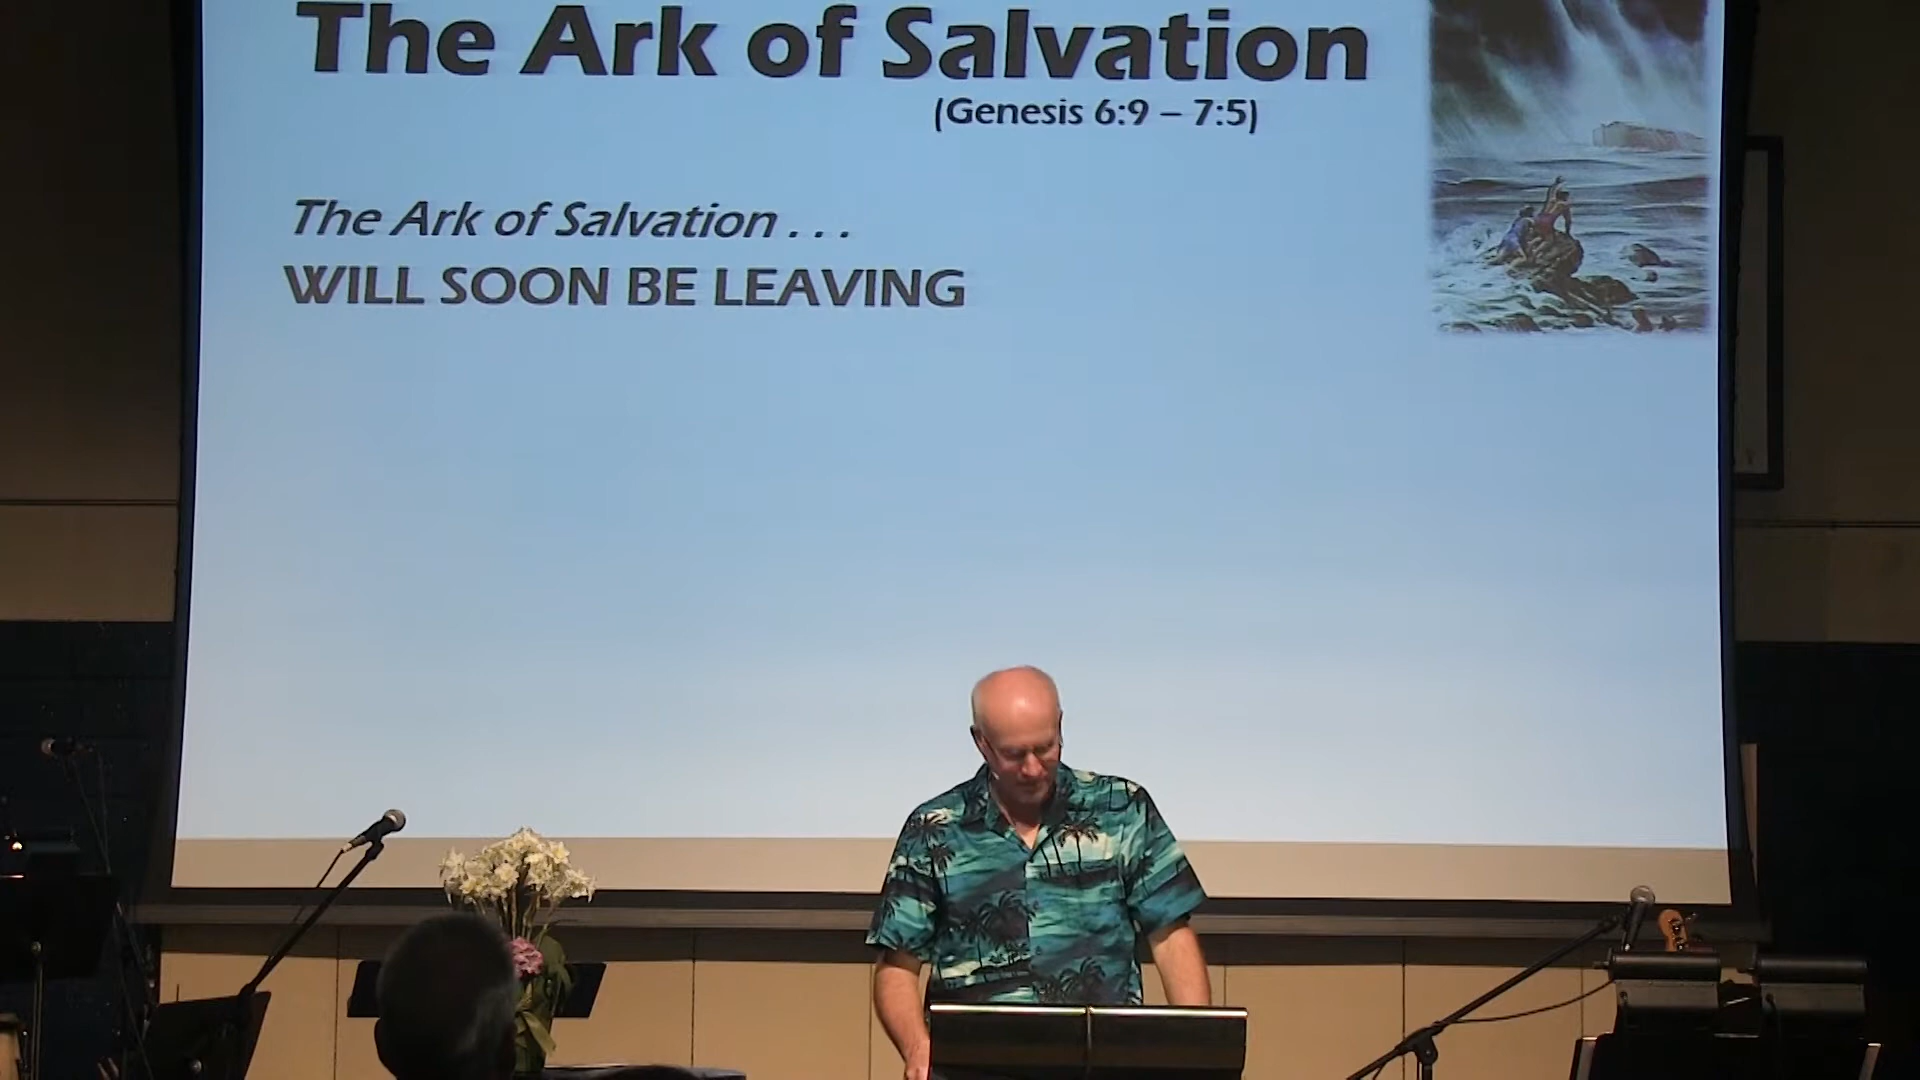 The Ark of Salvation
(Genesis 6:9 – 7:5)
The Ark of Salvation . . .
WILL SOON BE LEAVING